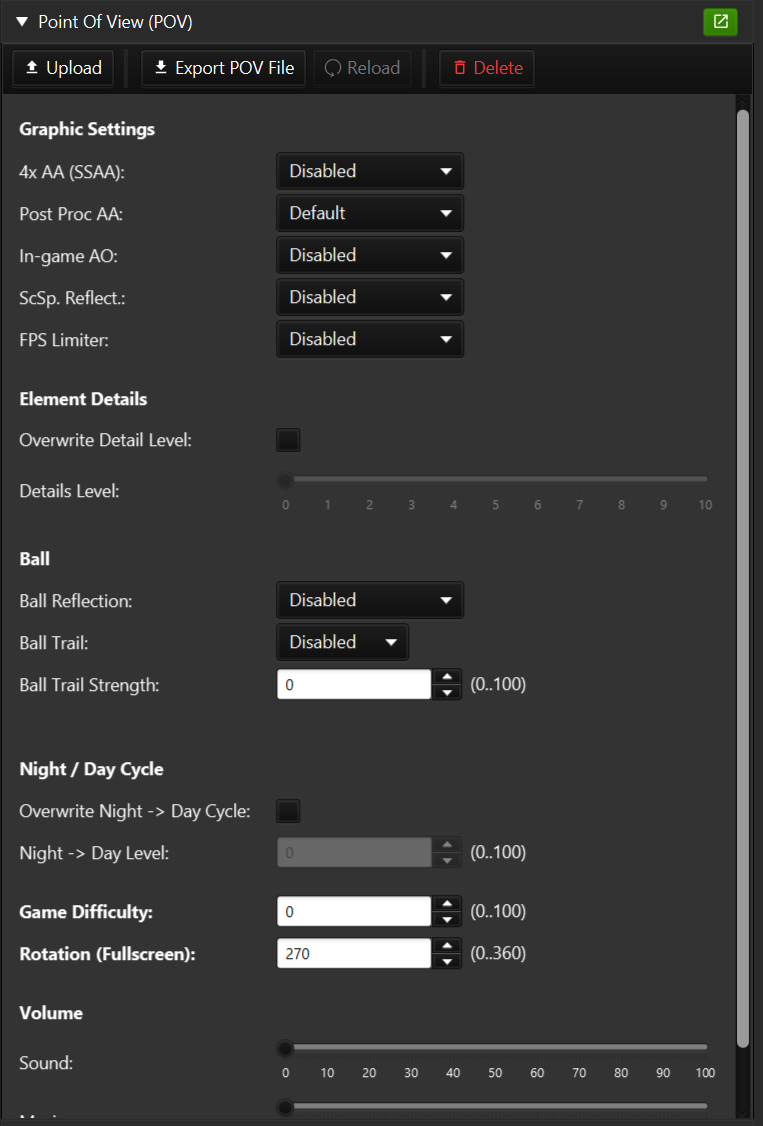 Point Of View (POV)
Upload Export POV File Reload Delete
Graphic Settings
4x AA (SSAA): Disabled
Post Proc AA: Default
In-game AO: Disabled
ScSp. Reflect.: Disabled
FPS Limiter: Disabled
Element Details
Overwrite Detail Level:
Details Level:
0 1 2 3 4 5 6 7 8 9 10
Ball
Ball Reflection: Disabled
Ball Trail: Disabled
Ball Trail Strength: 0 (0..100)
Night / Day Cycle
Overwrite Night -> Day Cycle:
Night -> Day Level: 0 (0..100)
Game Difficulty: 0 (0..100)
Rotation (Fullscreen): 270 (0..360)
Volume
Sound:
0 10 20 30 40 50 60 70 80 90 100